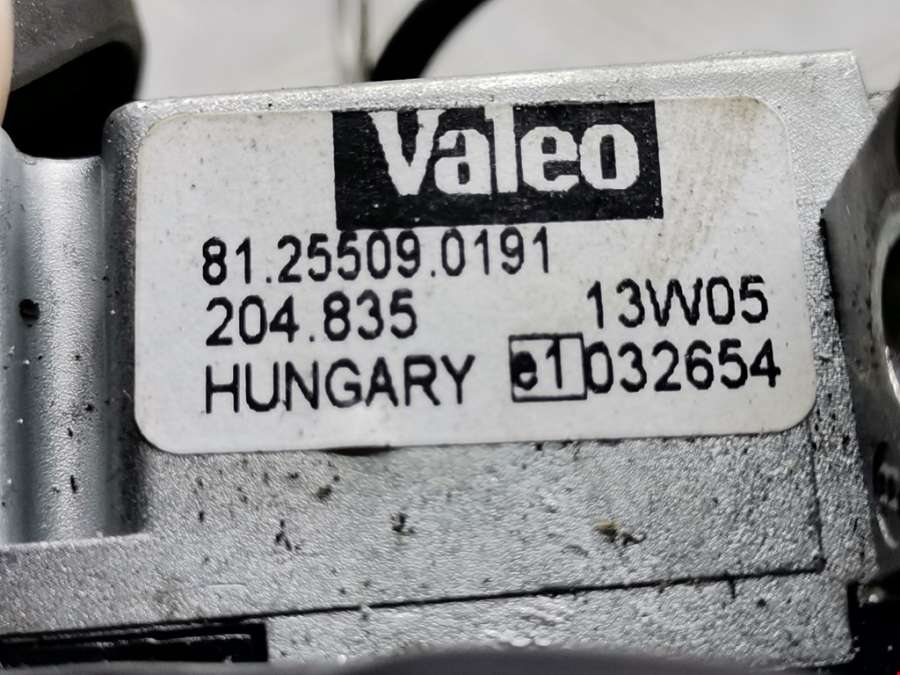 Valeo
81.25509.0191
204.835 13W05
HUNGARY e1 032654